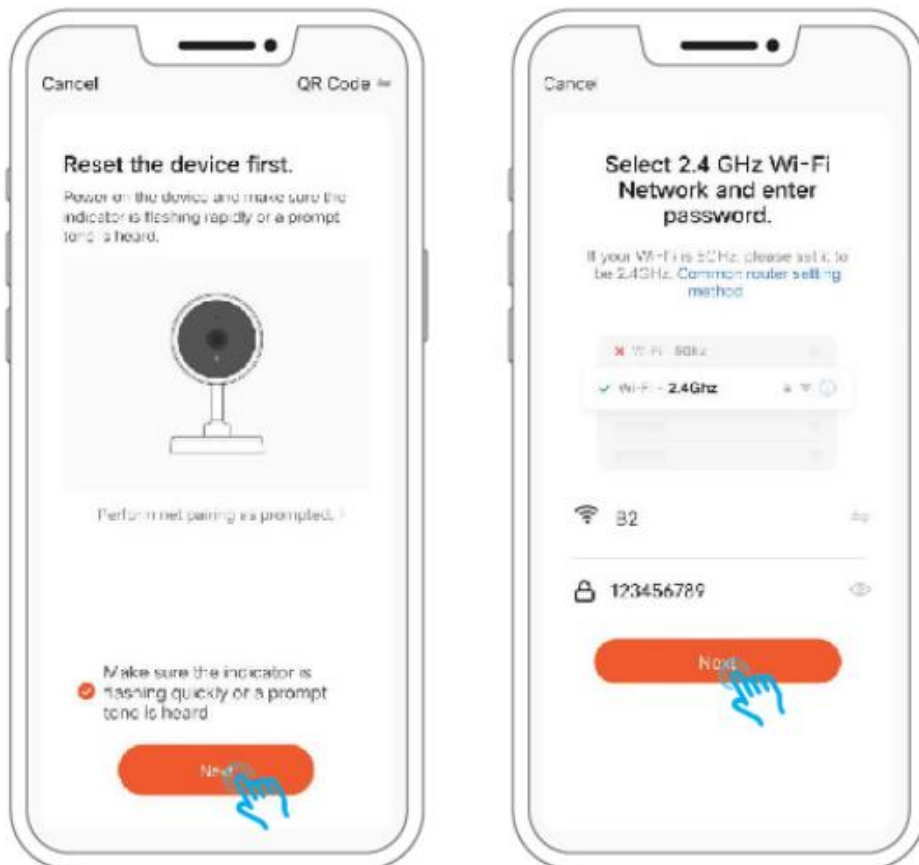 Cancel
QR Code
Reset the device first.
Power on the device and make sure the
indicator is flashing rapidly or a prompt
tone is heard.
Perform net pairing as prompted.
Make sure the indicator is
flashing quickly or a prompt
tone is heard
Next
Cancel
Select 2.4 GHz Wi-Fi
Network and enter
password.
If your Wi-Fi is 5GHz, please set it to
be 2.4GHz. Common router setting
method
Wi-Fi - 5Ghz
Wi-Fi - 2.4Ghz
B2
123456789
Next